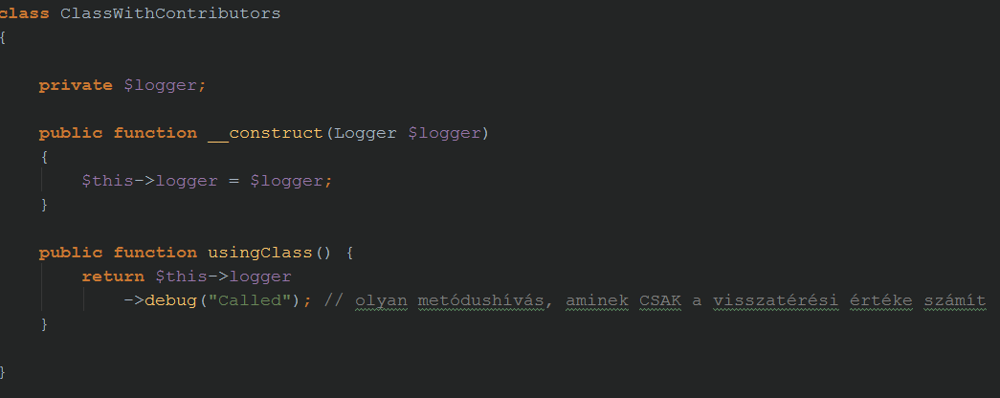 class ClassWithContributors
{
private $logger;
public function __construct(Logger $logger)
{
$this->logger = $logger;
}
public function usingClass() {
return $this->logger
->debug("Called"); // olyan metódushívás, aminek CSAK a visszatérési értéke számít
}
}